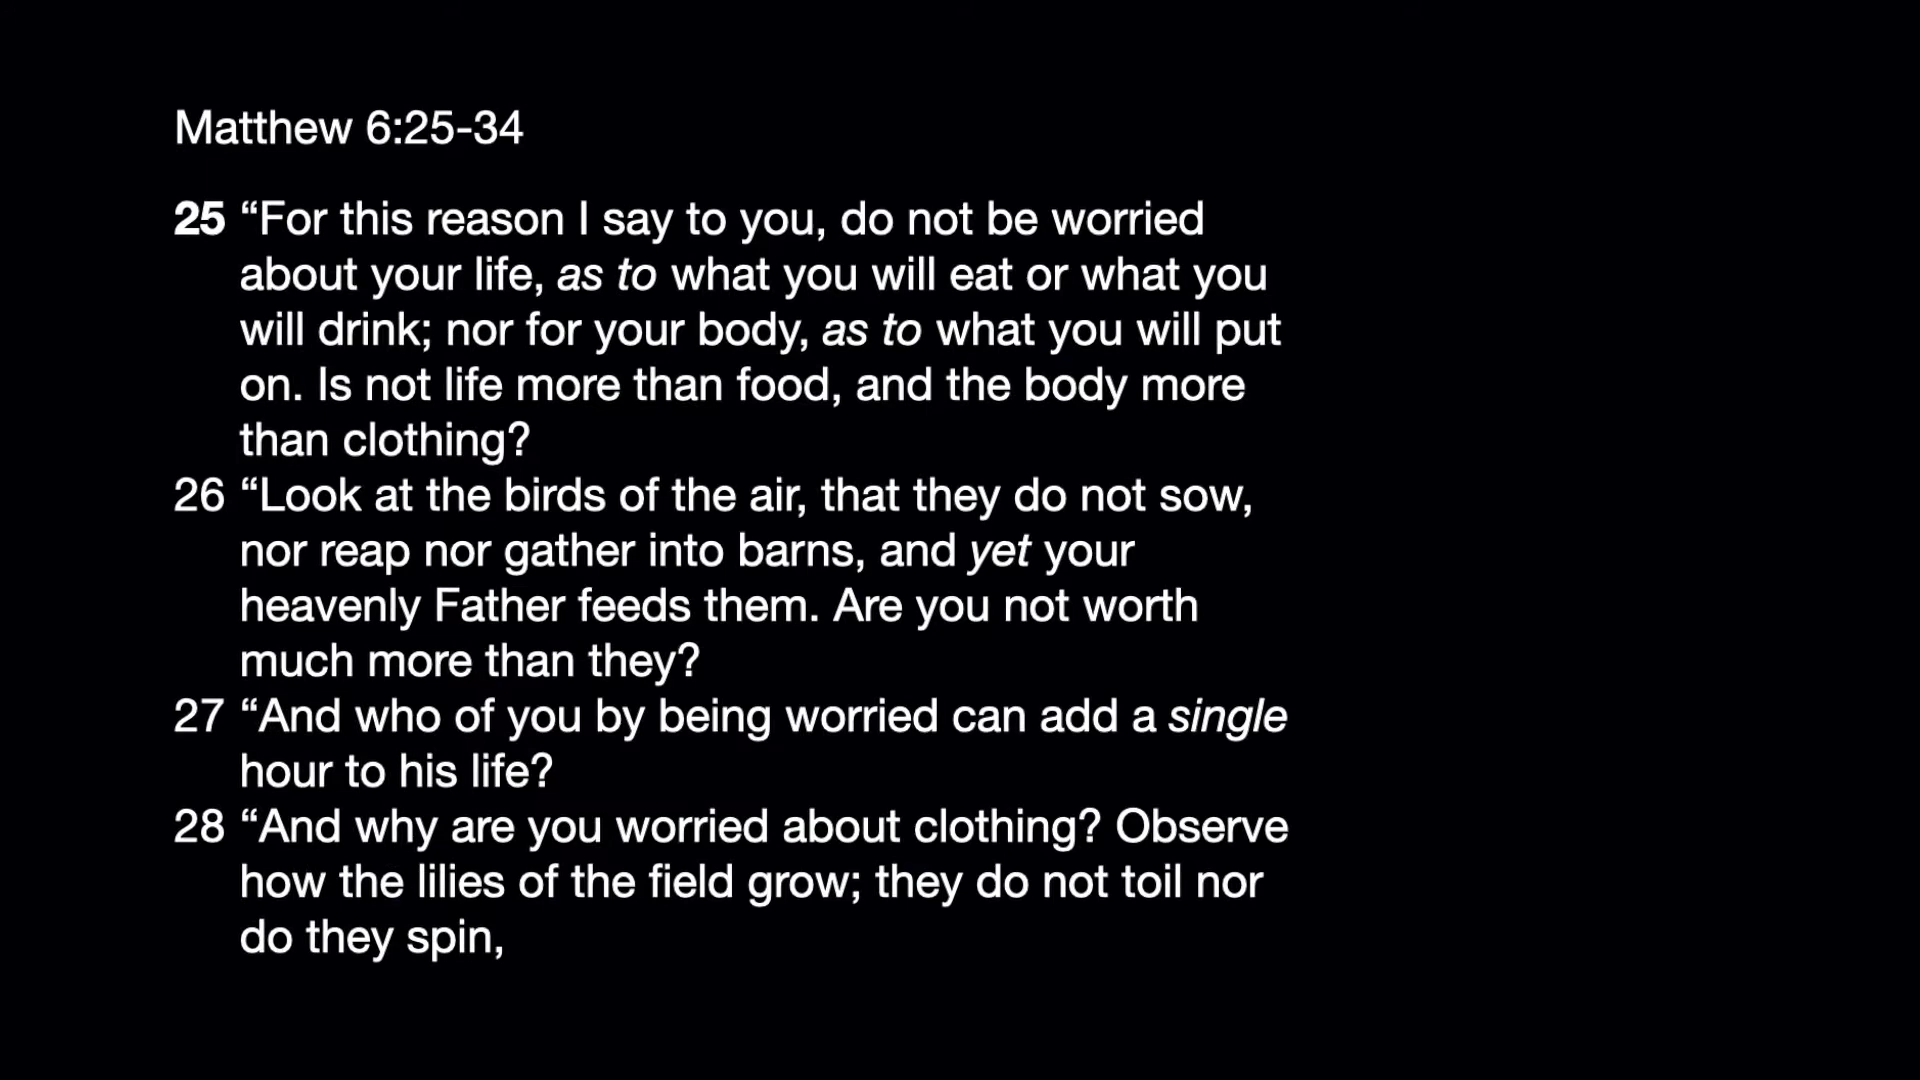 Matthew 6:25-34
25 “For this reason I say to you, do not be worried
about your life, as to what you will eat or what you
will drink; nor for your body, as to what you will put
on. Is not life more than food, and the body more
than clothing?
26 “Look at the birds of the air, that they do not sow,
nor reap nor gather into barns, and yet your
heavenly Father feeds them. Are you not worth
much more than they?
27 “And who of you by being worried can add a single
hour to his life?
28 “And why are you worried about clothing? Observe
how the lilies of the field grow; they do not toil nor
do they spin,